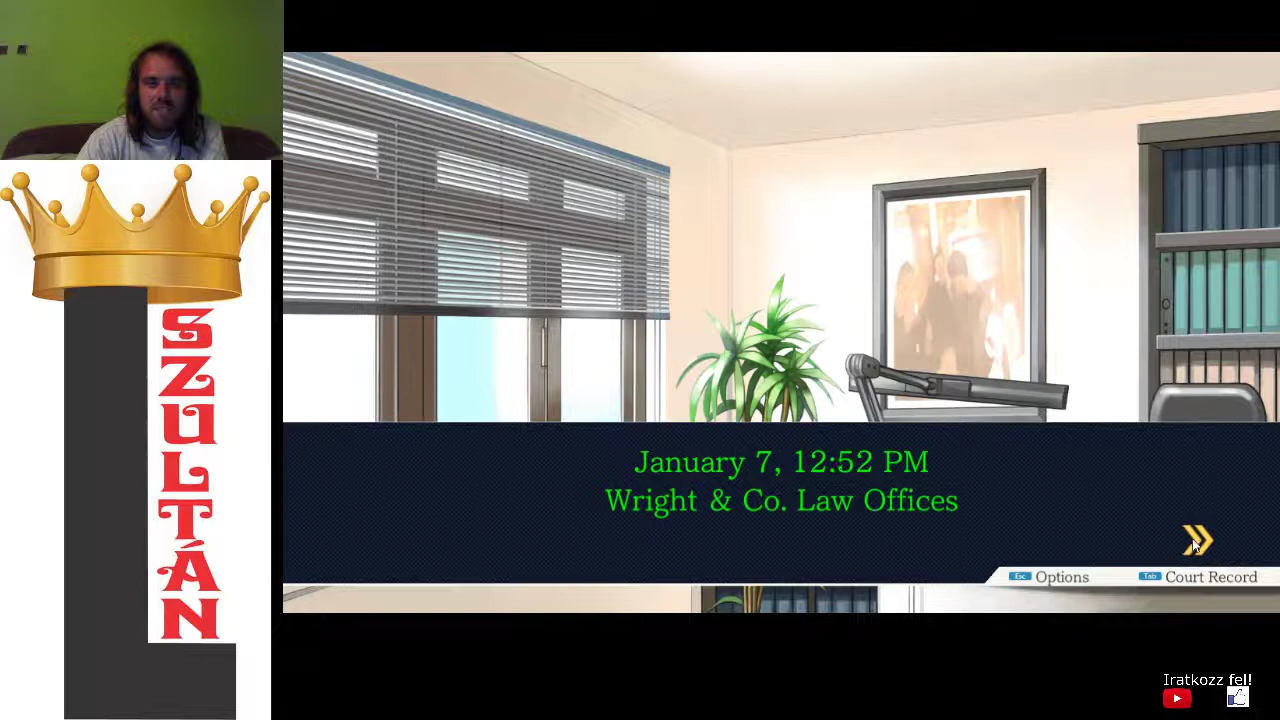 SZULTÁN
January 7, 12:52 PM
Wright & Co. Law Offices
Esc Options
Tab Court Record
Iratkozz fel!